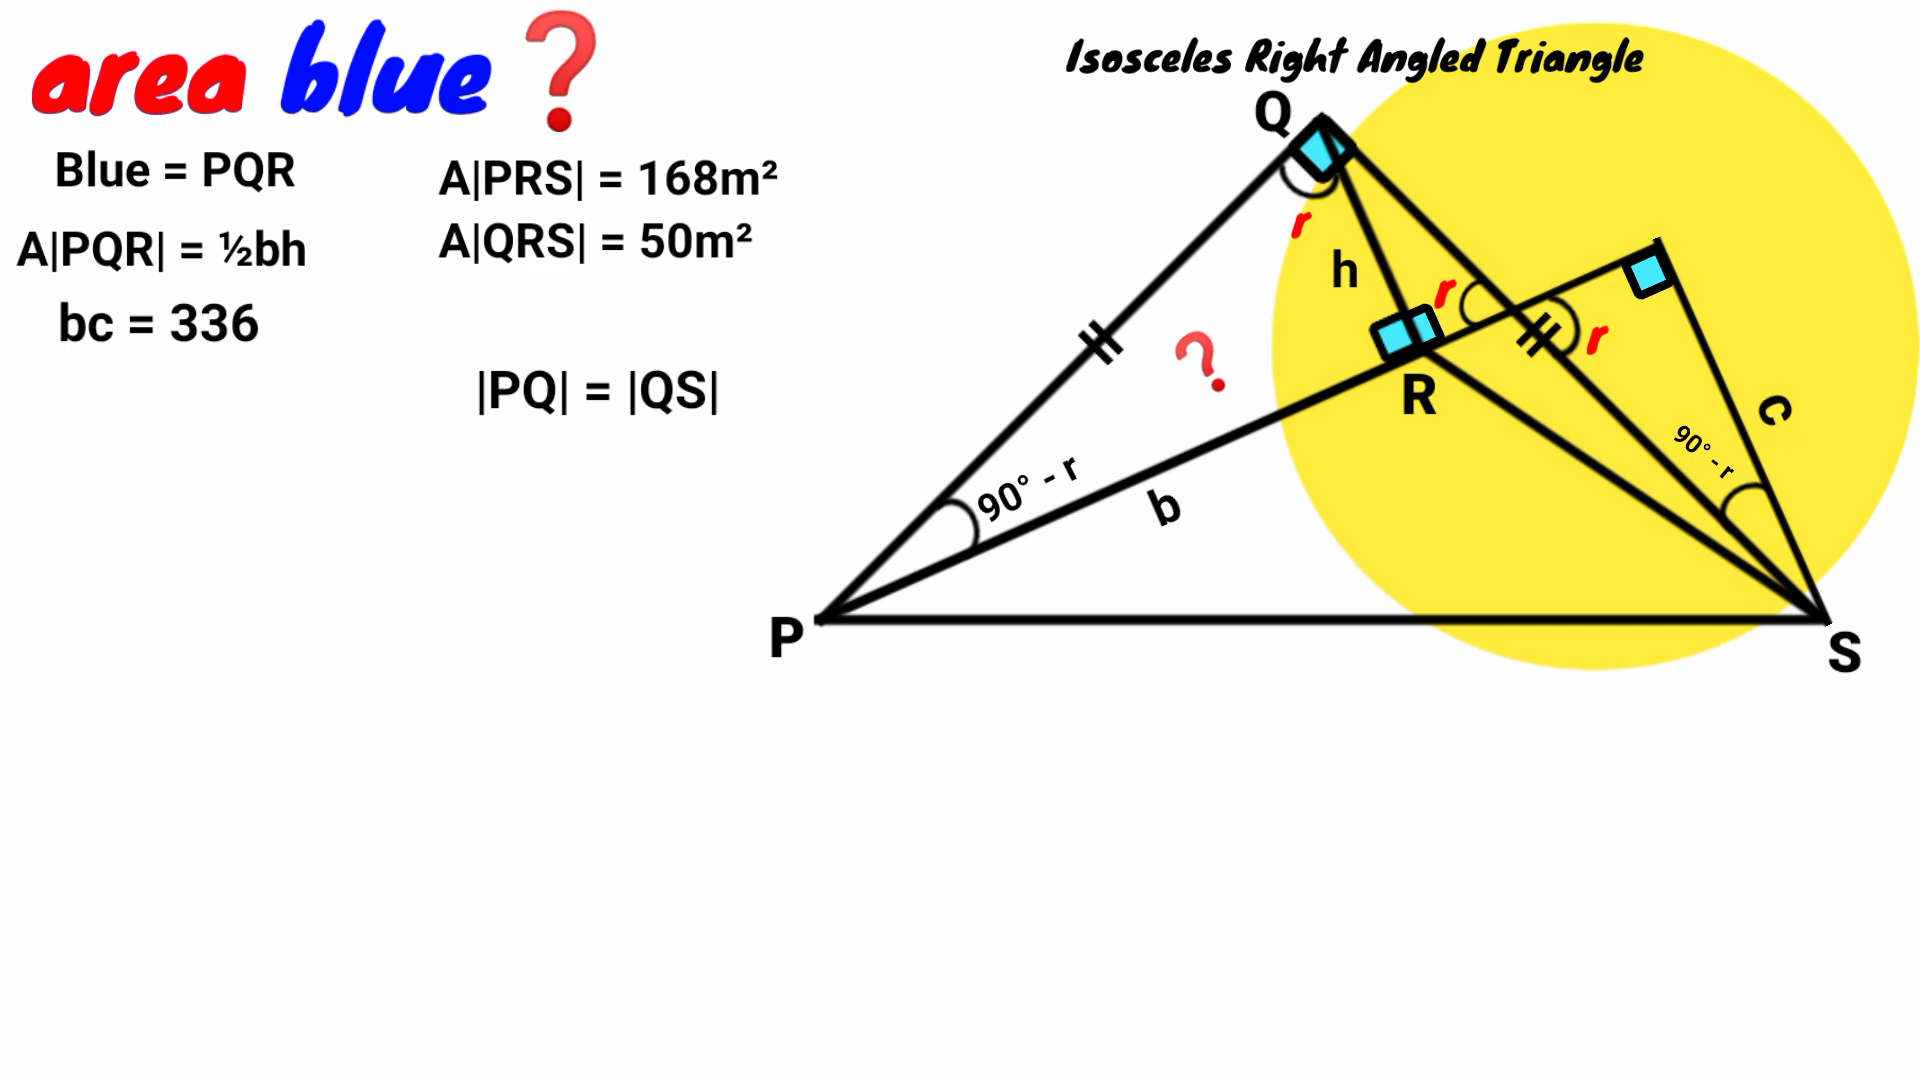 area blue❓
Isosceles Right Angled Triangle
Blue = PQR
A|PRS| = 168m²
A|PQR| = ½bh
A|QRS| = 50m²
bc = 336
|PQ| = |QS|
Q
r
h
r
r
?
R
c
90° - r
90° - r
b
P
S